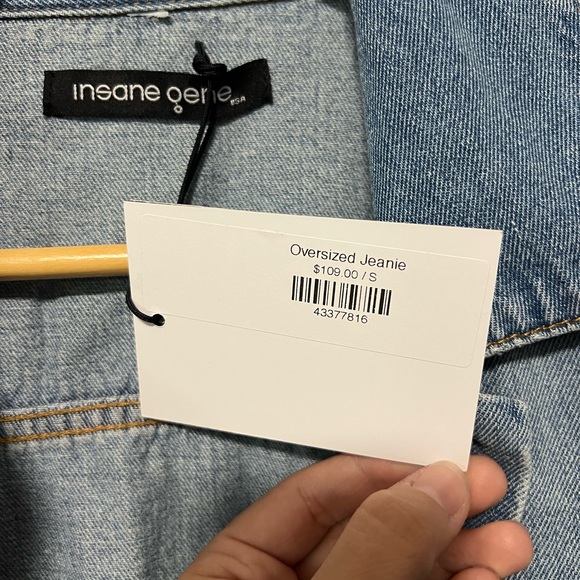 insane gene
USA
Oversized Jeanie
$109.00 / S
43377816